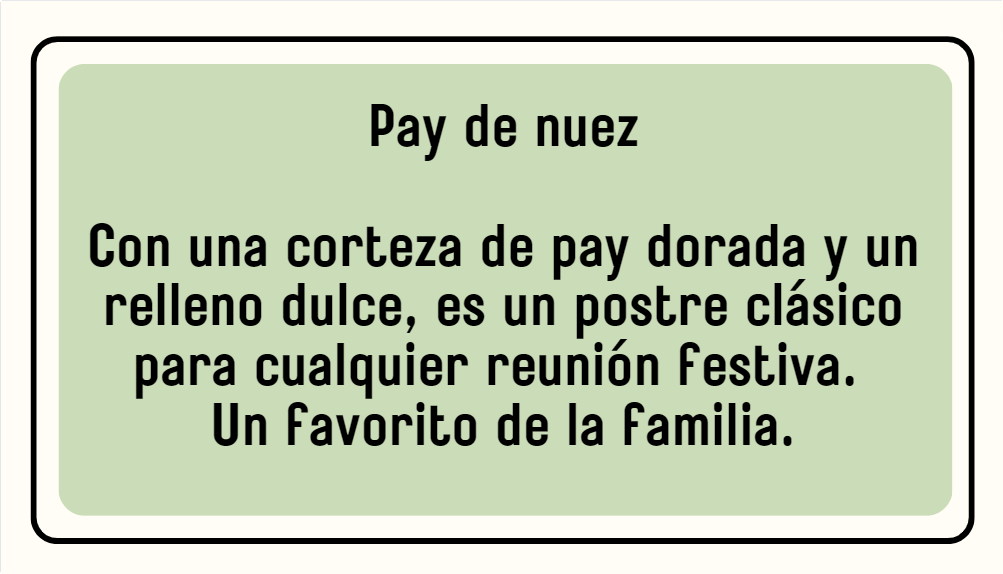 Pay de nuez
Con una corteza de pay dorada y un
relleno dulce, es un postre clásico
para cualquier reunión festiva.
Un favorito de la familia.